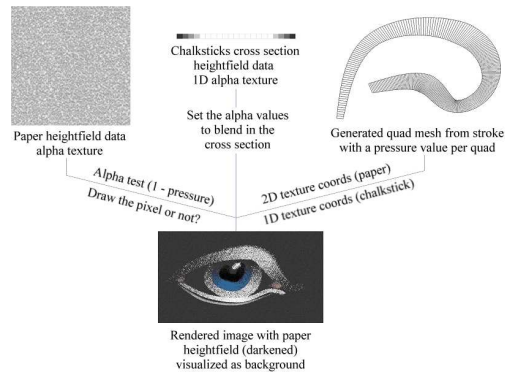 Chalksticks cross section
heightfield data
1D alpha texture
Paper heightfield data
alpha texture
Set the alpha values
to blend in the
cross section
Generated quad mesh from stroke
with a pressure value per quad
Alpha test (1 - pressure)
Draw the pixel or not?
2D texture coords (paper)
1D texture coords (chalkstick)
Rendered image with paper
heightfield (darkened)
visualized as background